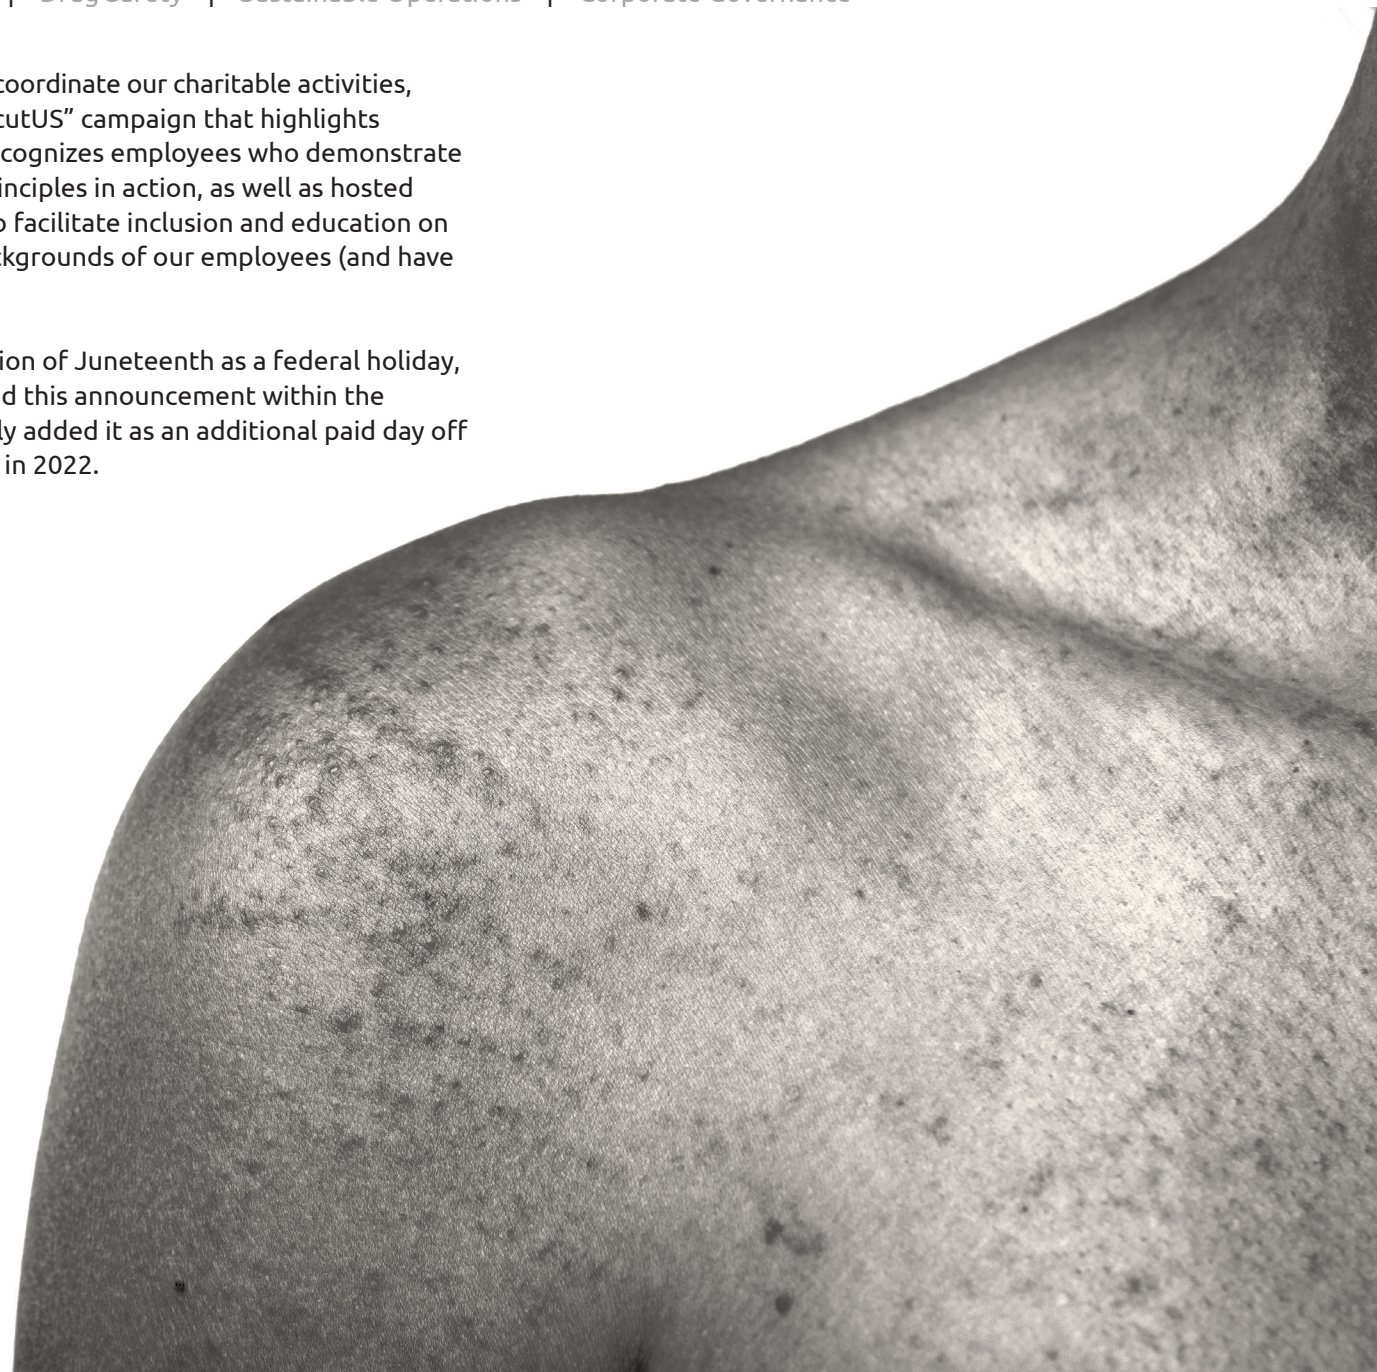 | Drug Safety | Sustainable Operations | Corporate Governance
coordinate our charitable activities,
cutUS” campaign that highlights
cognizes employees who demonstrate
inciples in action, as well as hosted
o facilitate inclusion and education on
ckgrounds of our employees (and have
ion of Juneteenth as a federal holiday,
d this announcement within the
ly added it as an additional paid day off
in 2022.